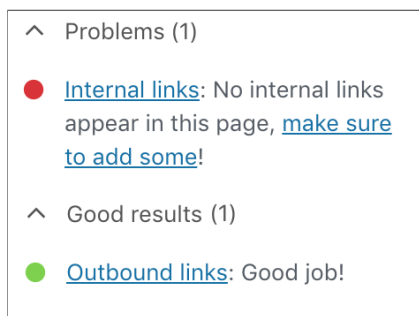 Problems (1)
Internal links: No internal links
appear in this page, make sure
to add some!
Good results (1)
Outbound links: Good job!